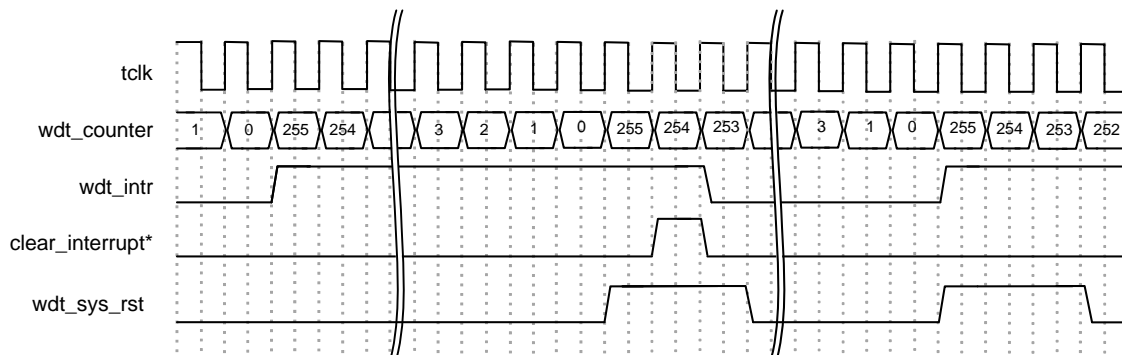 tclk
wdt_counter 1 0 255 254 3 2 1 0 255 254 253 3 1 0 255 254 253 252
wdt_intr
clear_interrupt*
wdt_sys_rst